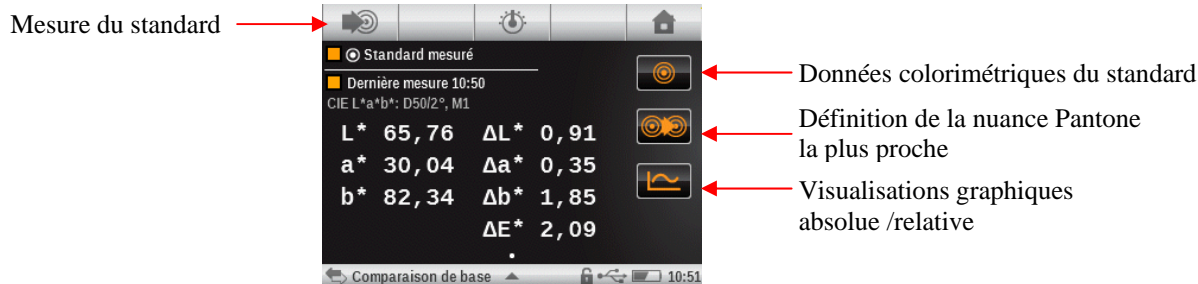 Mesure du standard
Standard mesuré
Dernière mesure 10:50
CIE L*a*b*: D50/2°, M1
L* 65,76 ΔL* 0,91
a* 30,04 Δa* 0,35
b* 82,34 Δb* 1,85
ΔE* 2,09
Comparaison de base 10:51
Données colorimétriques du standard
Définition de la nuance Pantone
la plus proche
Visualisations graphiques
absolue /relative